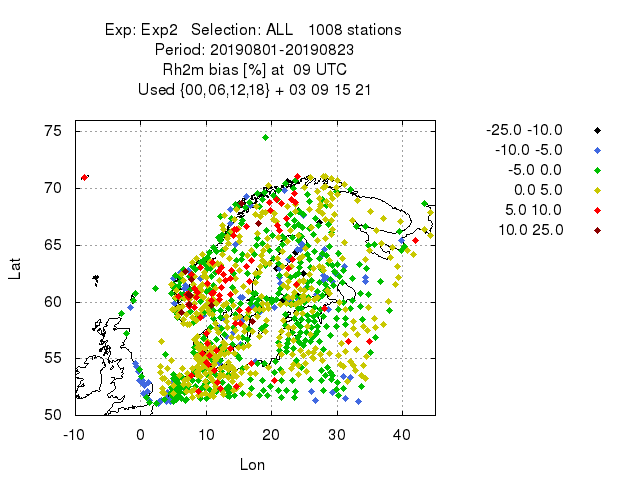 Exp: Exp2 Selection: ALL 1008 stations
Period: 20190801-20190823
Rh2m bias [%] at 09 UTC
Used {00,06,12,18} + 03 09 15 21
-25.0 -10.0
-10.0 -5.0
-5.0 0.0
0.0 5.0
5.0 10.0
10.0 25.0
75
70
65
60
55
50
Lat
-10 0 10 20 30 40
Lon